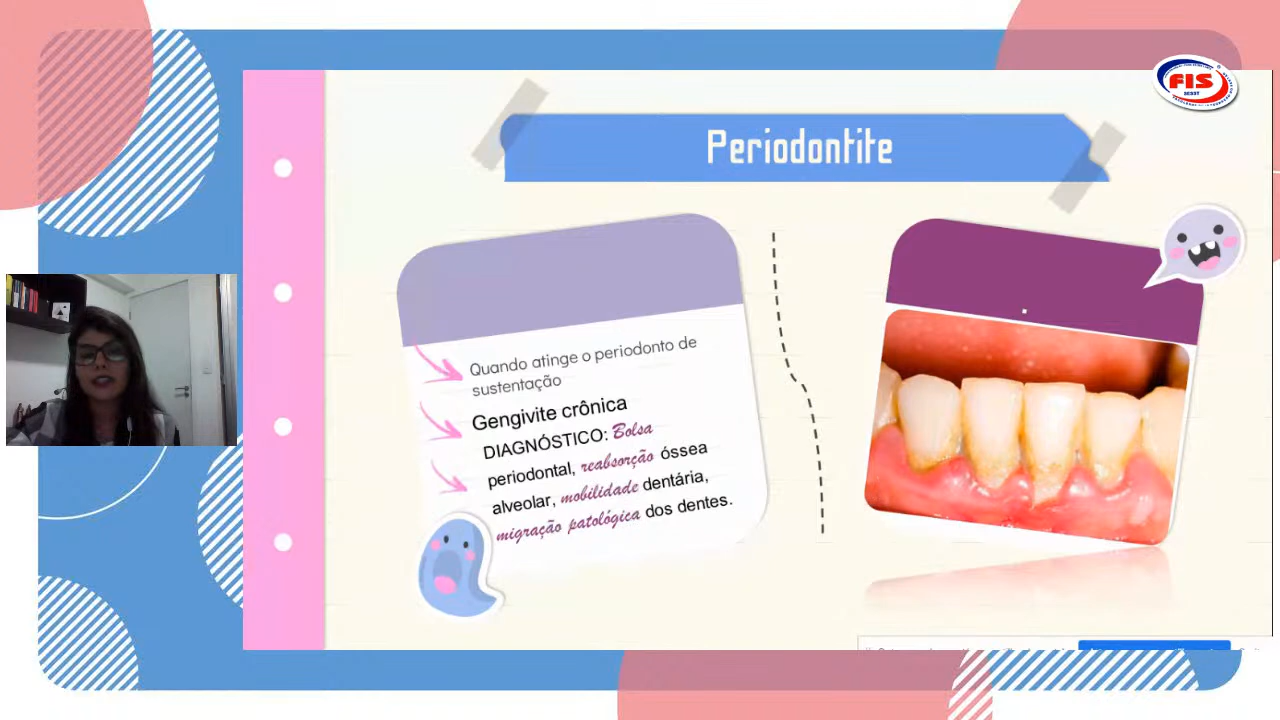 FIS
SESST
Periodontite
Quando atinge o periodonto de
sustentação
Gengivite crônica
DIAGNÓSTICO: Bolsa
periodontal, reabsorção óssea
alveolar, mobilidade dentária,
migração patológica dos dentes.